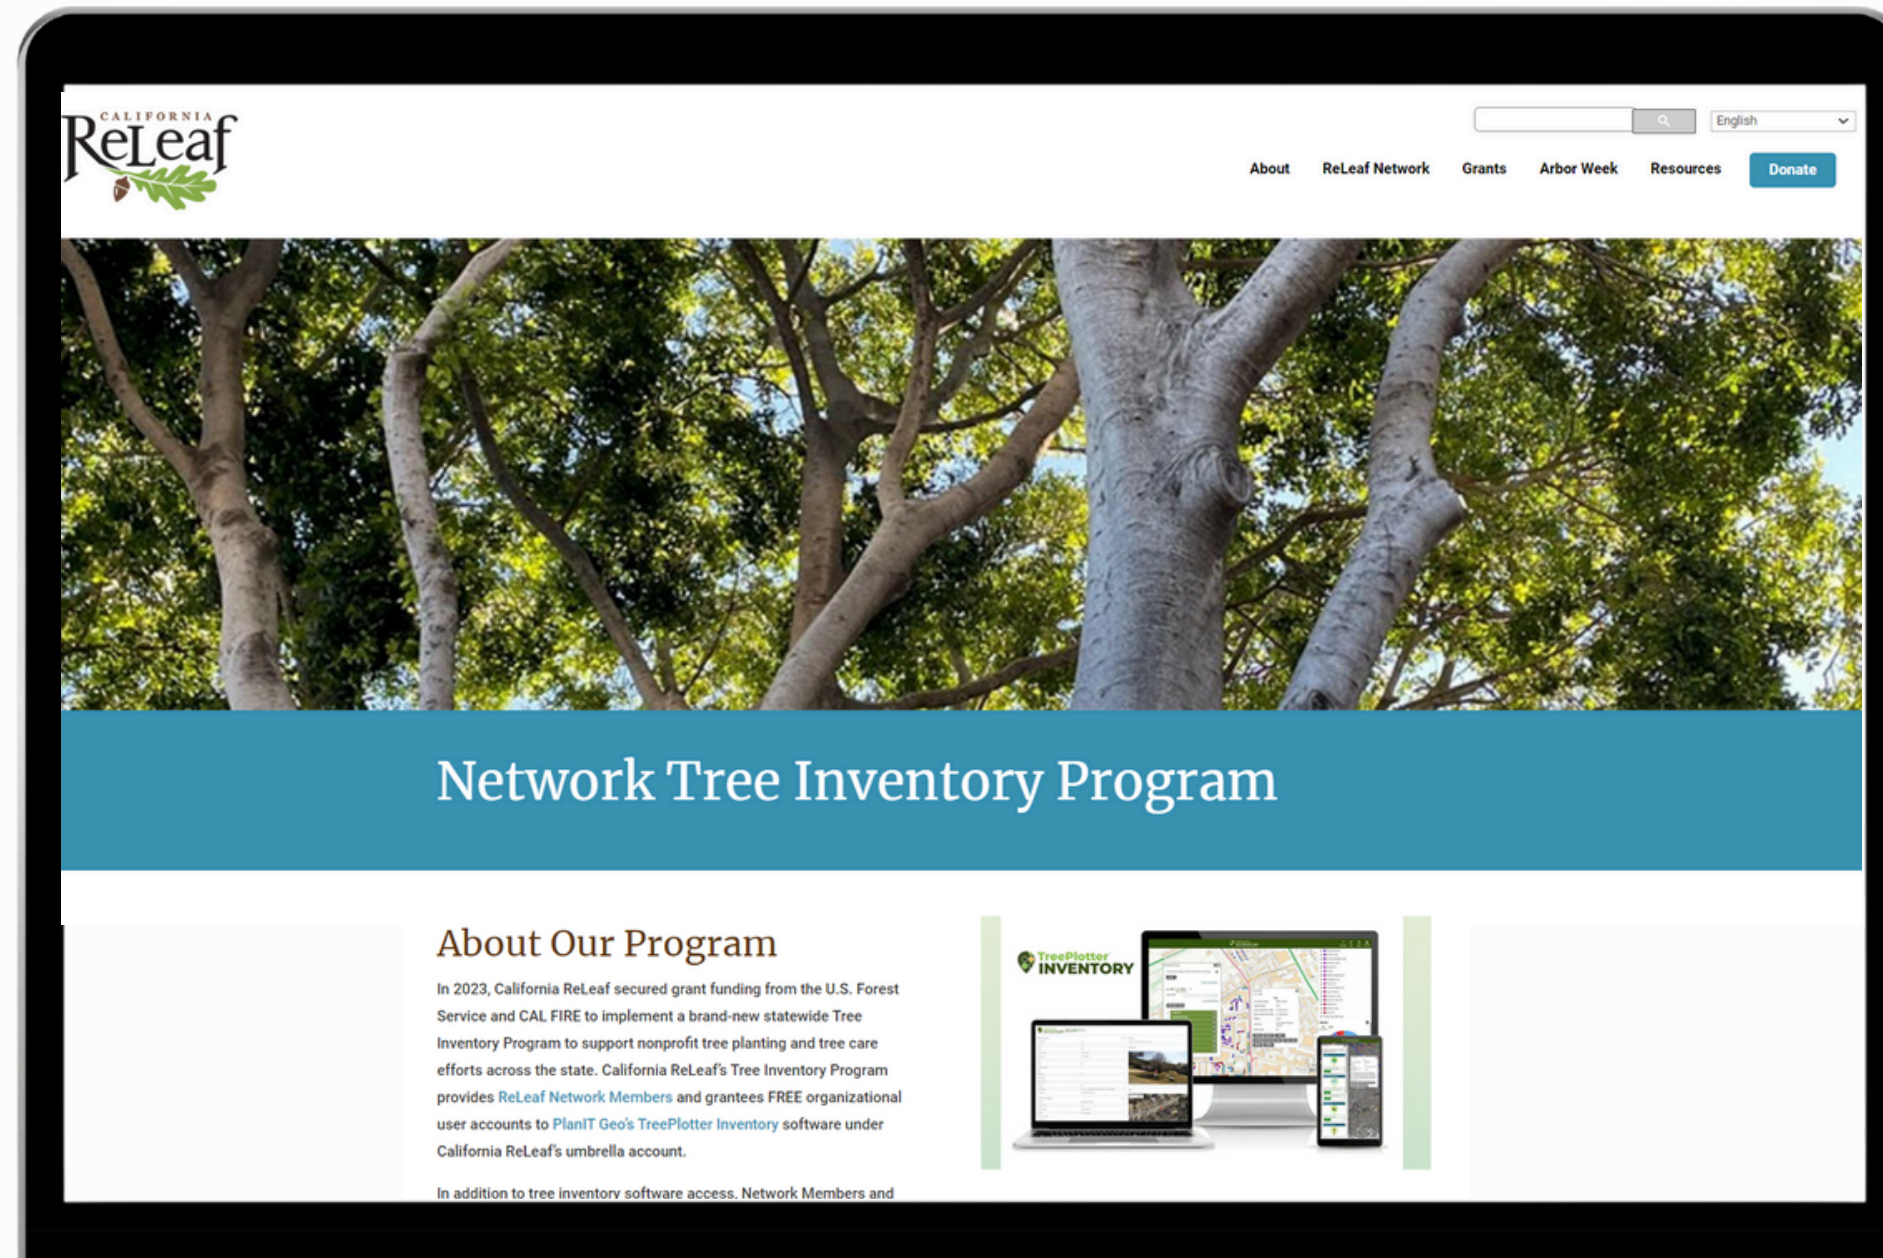 CALIFORNIA
ReLeaf
English
About
ReLeaf Network
Grants
Arbor Week
Resources
Donate
Network Tree Inventory Program
About Our Program
In 2023, California ReLeaf secured grant funding from the U.S. Forest
Service and CAL FIRE to implement a brand-new statewide Tree
Inventory Program to support nonprofit tree planting and tree care
efforts across the state. California ReLeaf's Tree Inventory Program
provides ReLeaf Network Members and grantees FREE organizational
user accounts to PlanIT Geo's TreePlotter Inventory software under
California ReLeaf's umbrella account.
In addition to tree inventory software access, Network Members and
TreePlotter
INVENTORY